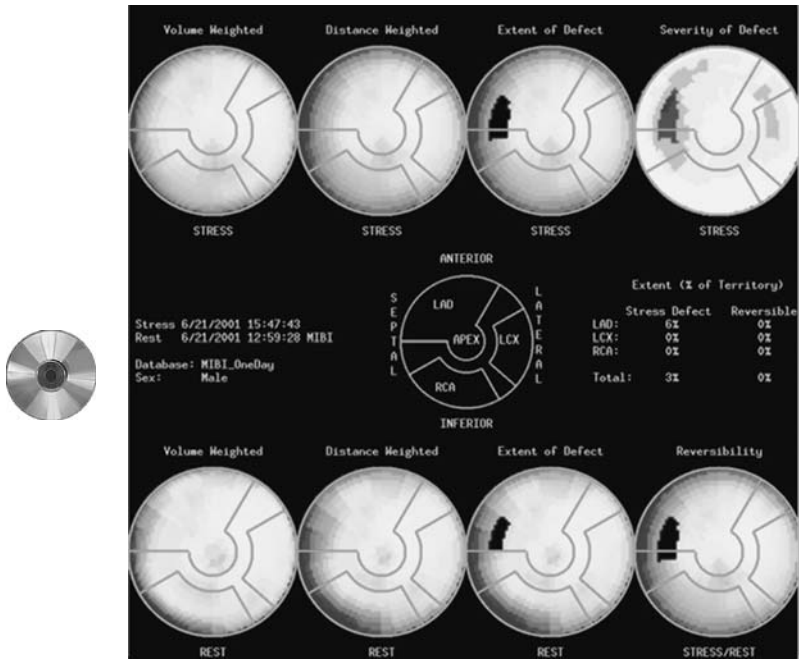 Volume Weighted Distance Weighted Extent of Defect Severity of Defect
STRESS STRESS STRESS STRESS
ANTERIOR
SEPTAL
LAD
APEX
LCX
RCA
LATERAL
INFERIOR
Stress 6/21/2001 15:47:43
Rest 6/21/2001 12:59:28 MIBI
Database: MIBI_OneDay
Sex: Male
Extent (% of Territory)
Stress Defect Reversible
LAD: 6% 0%
LCX: 0% 0%
RCA: 0% 0%
Total: 3% 0%
Volume Weighted Distance Weighted Extent of Defect Reversibility
REST REST REST STRESS/REST